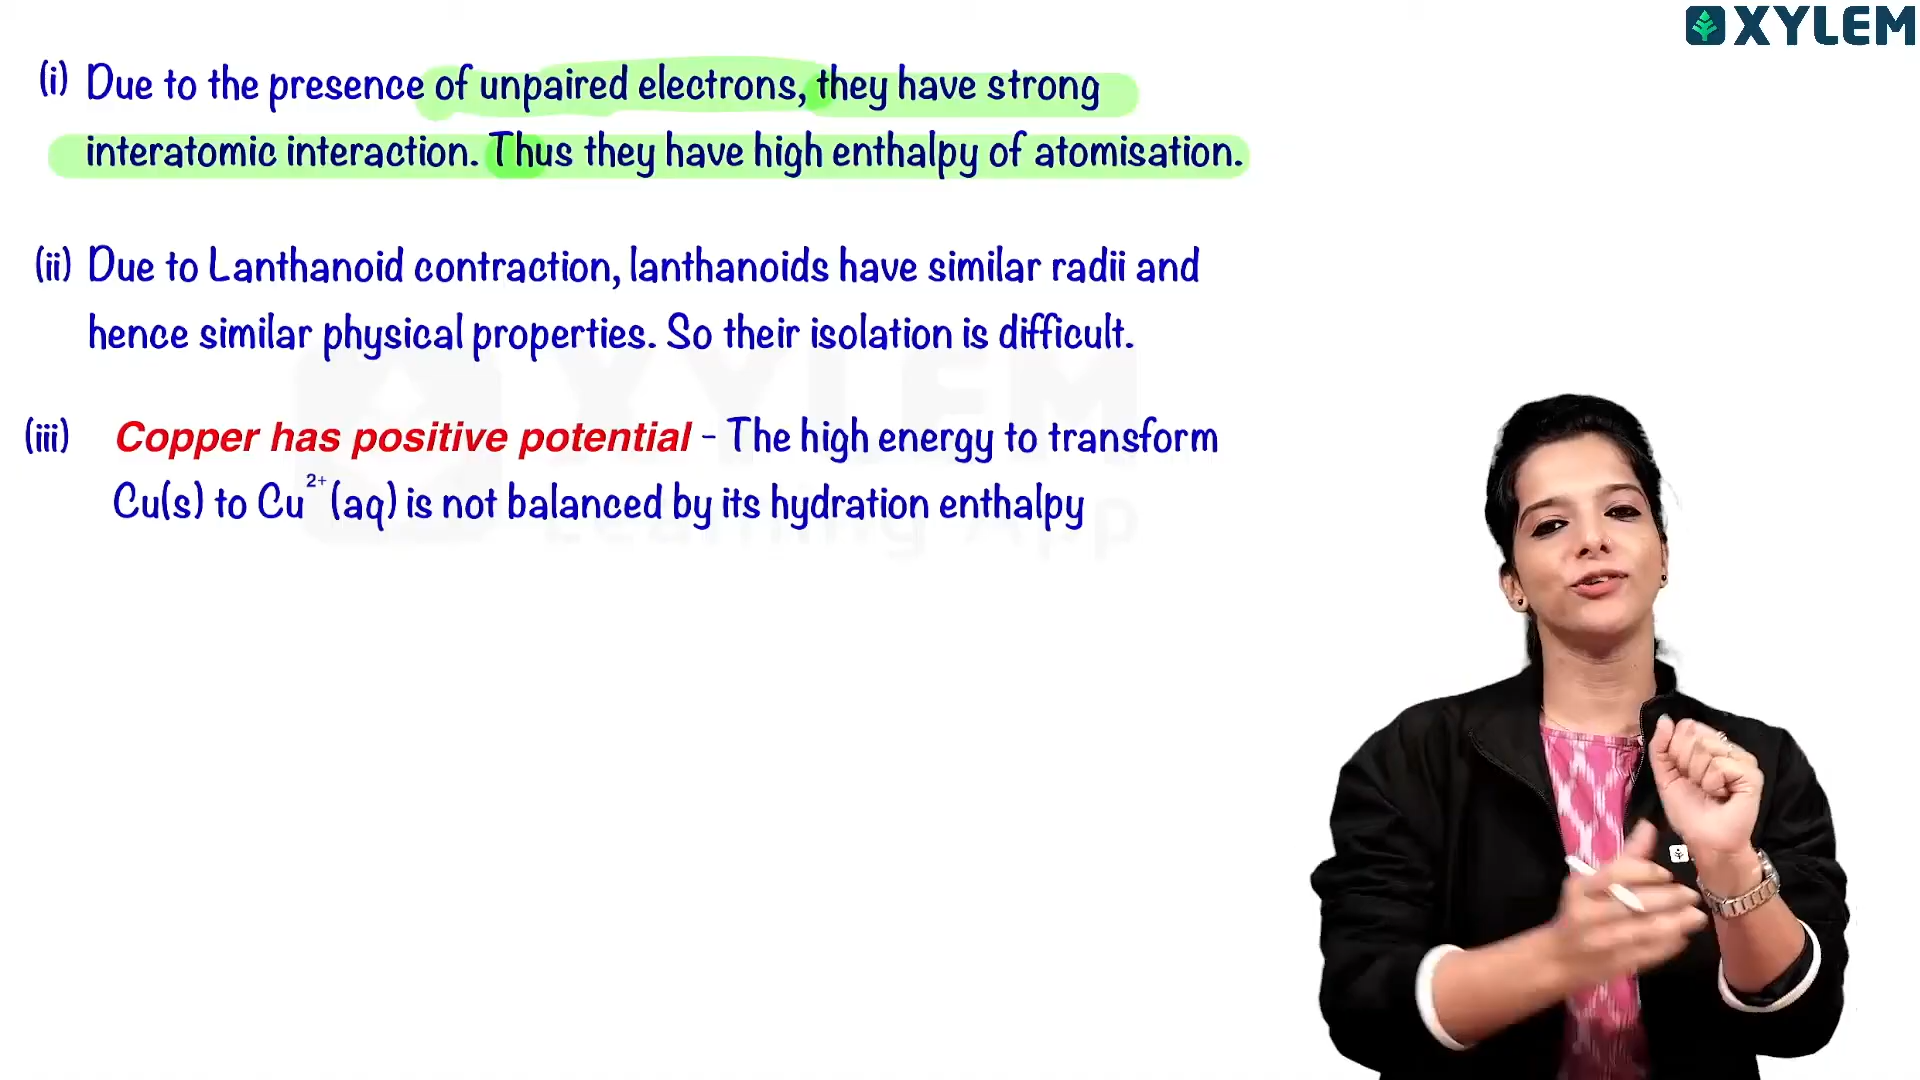 XYLEM
(i) Due to the presence of unpaired electrons, they have strong
interatomic interaction. Thus they have high enthalpy of atomisation.
(ii) Due to Lanthanoid contraction, lanthanoids have similar radii and
hence similar physical properties. So their isolation is difficult.
(iii) Copper has positive potential - The high energy to transform
Cu(s) to Cu²⁺(aq) is not balanced by its hydration enthalpy
XYLEM
Learning App